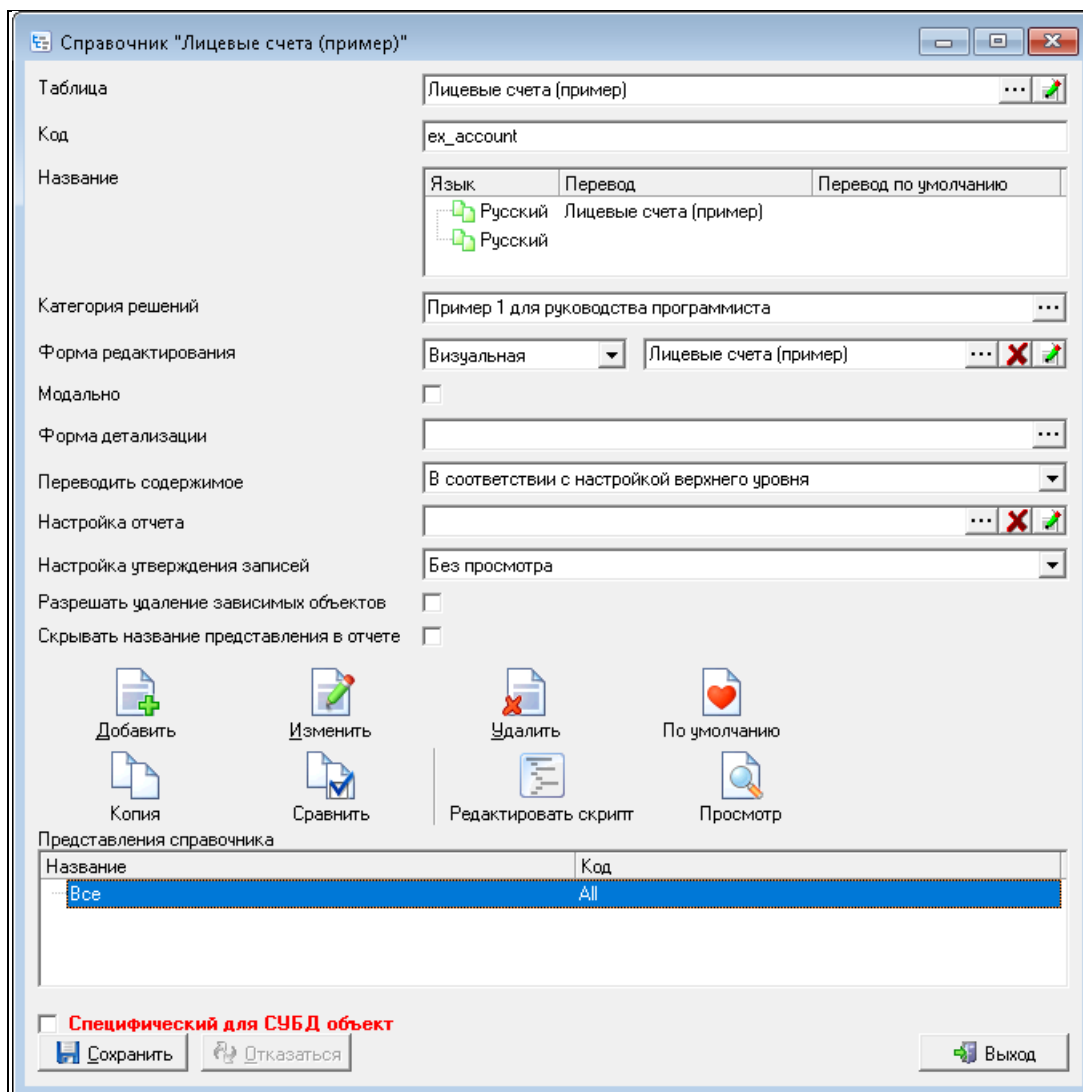 Справочник "Лицевые счета (пример)"
Таблица Лицевые счета (пример) ...
Код ex_account
Название Язык Перевод Перевод по умолчанию
Русский Лицевые счета (пример)
Русский
Категория решений Пример 1 для руководства программиста ...
Форма редактирования Визуальная Лицевые счета (пример) ...
Модально
Форма детализации ...
Переводить содержимое В соответствии с настройкой верхнего уровня
Настройка отчета ...
Настройка утверждения записей Без просмотра
Разрешать удаление зависимых объектов
Скрывать название представления в отчете
Добавить Изменить Удалить По умолчанию
Копия Сравнить Редактировать скрипт Просмотр
Представления справочника
Название Код
Все All
Специфический для СУБД объект
Сохранить Отказаться Выход